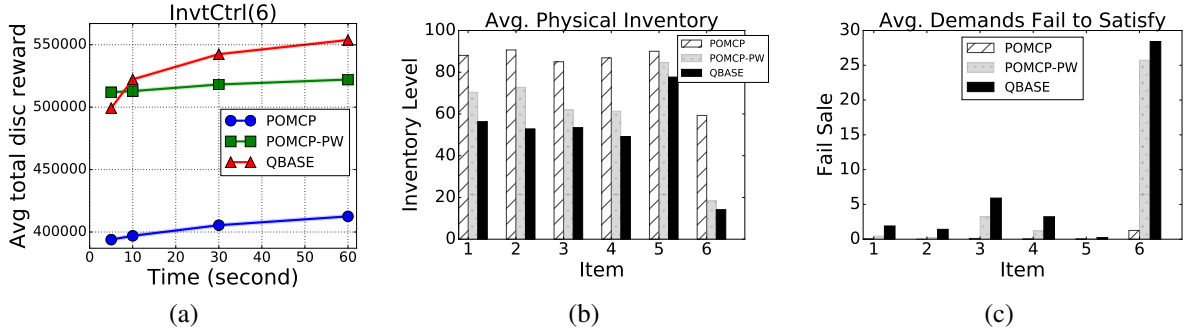 InvtCtrl(6)
Avg total disc reward
550000
500000
450000
400000
POMCP
POMCP-PW
QBASE
0 10 20 30 40 50 60
Time (second)
(a)
Avg. Physical Inventory
Inventory Level
100
80
60
40
20
0
POMCP
POMCP-PW
QBASE
1 2 3 4 5 6
Item
(b)
Avg. Demands Fail to Satisfy
Fail Sale
30
25
20
15
10
5
0
POMCP
POMCP-PW
QBASE
1 2 3 4 5 6
Item
(c)